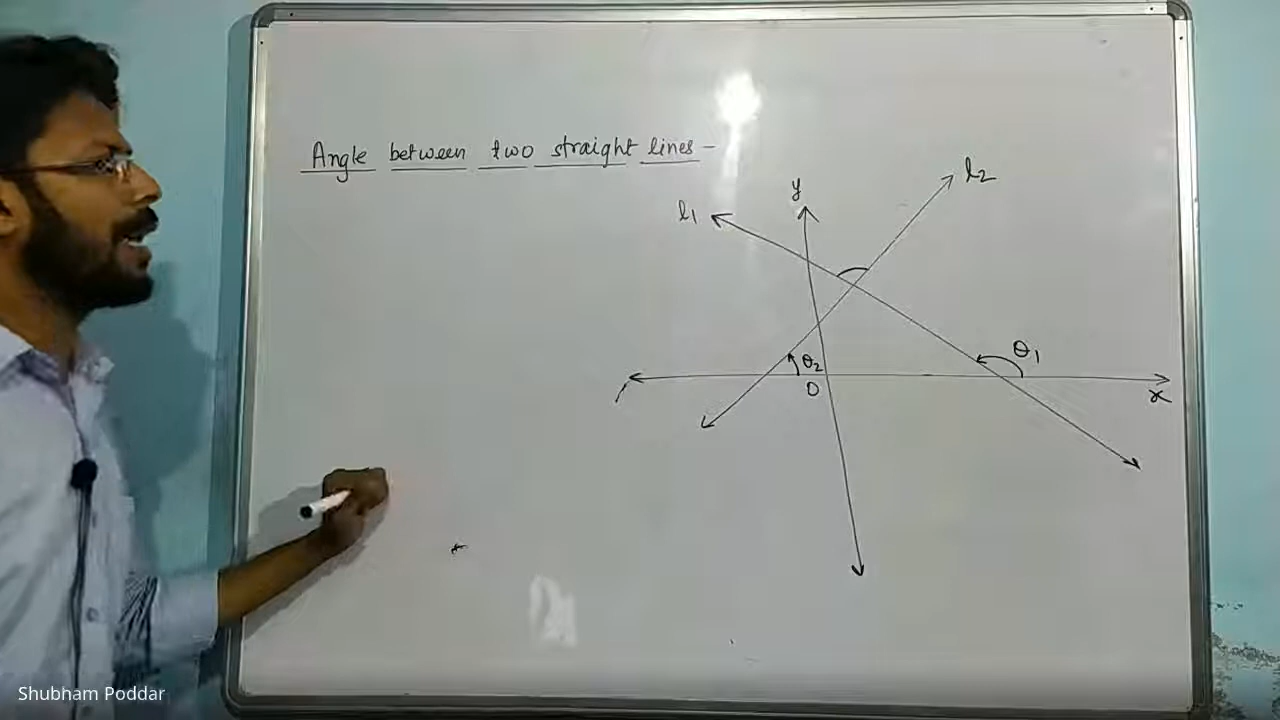 Angle between two straight lines -
l2
y
l1
θ1
θ2
O
x
Shubham Poddar